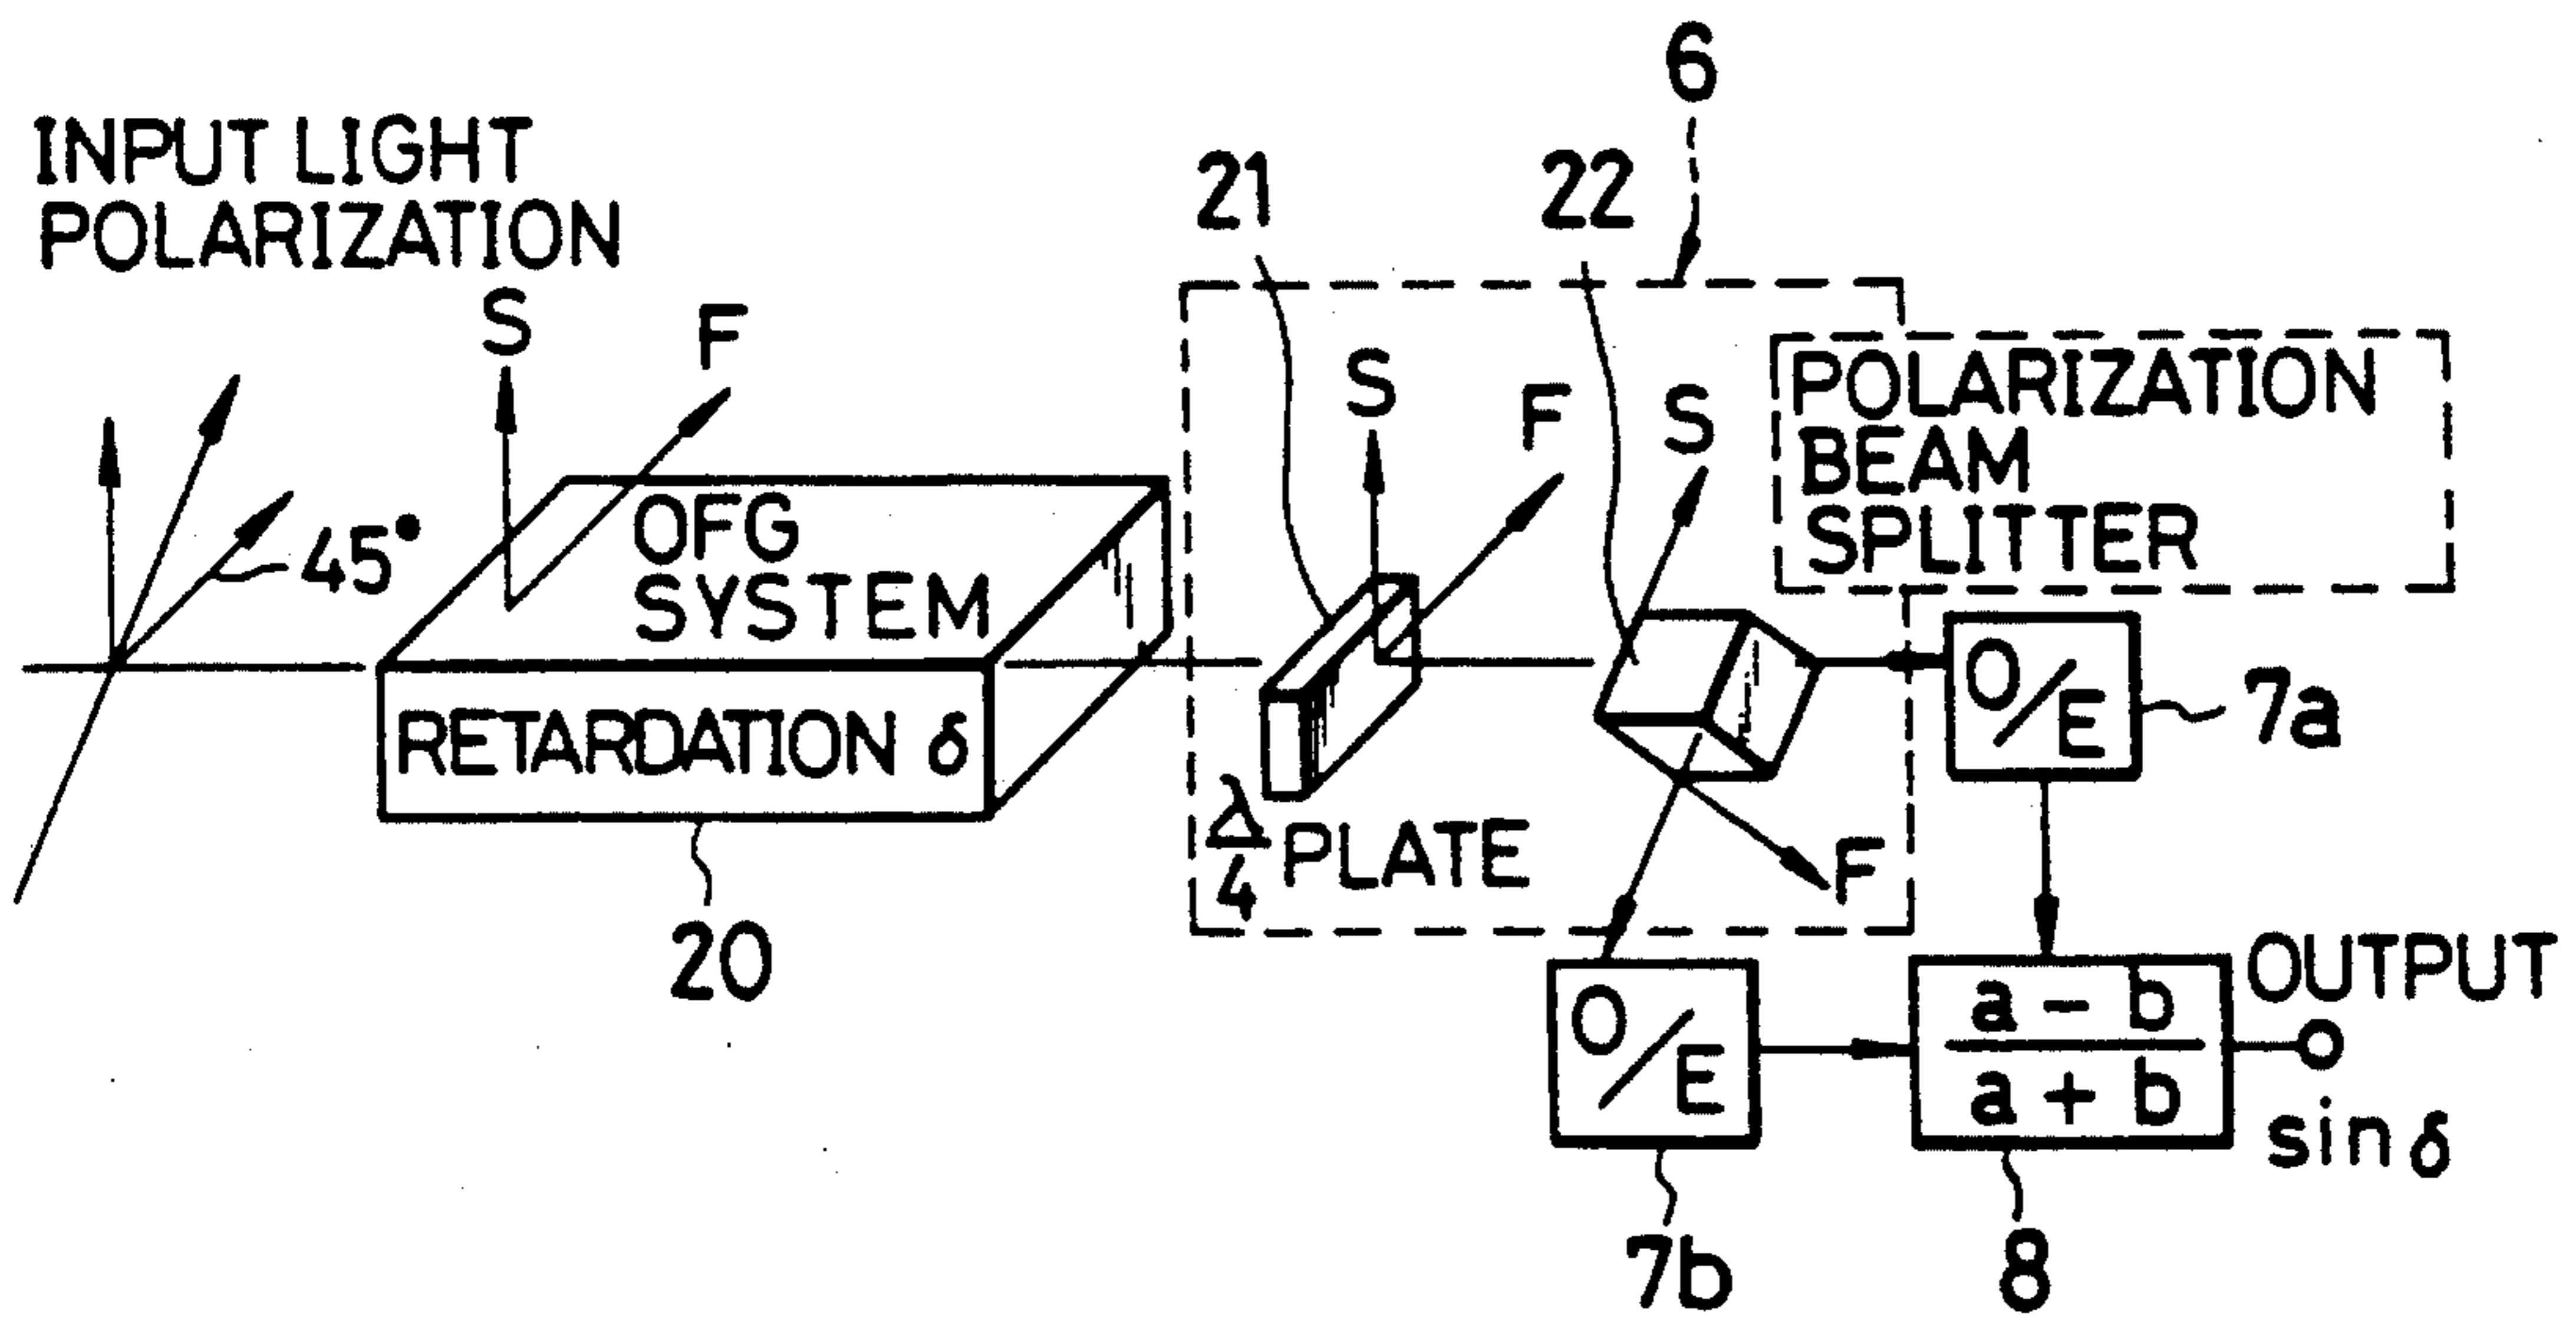 6
INPUT LIGHT
POLARIZATION
21
22
S
F
S
F
S
POLARIZATION
BEAM
SPLITTER
45°
OFG
SYSTEM
RETARDATION δ
O/E
7a
λ/4 PLATE
F
20
O/E
a - b
a + b
OUTPUT
sin δ
7b
8